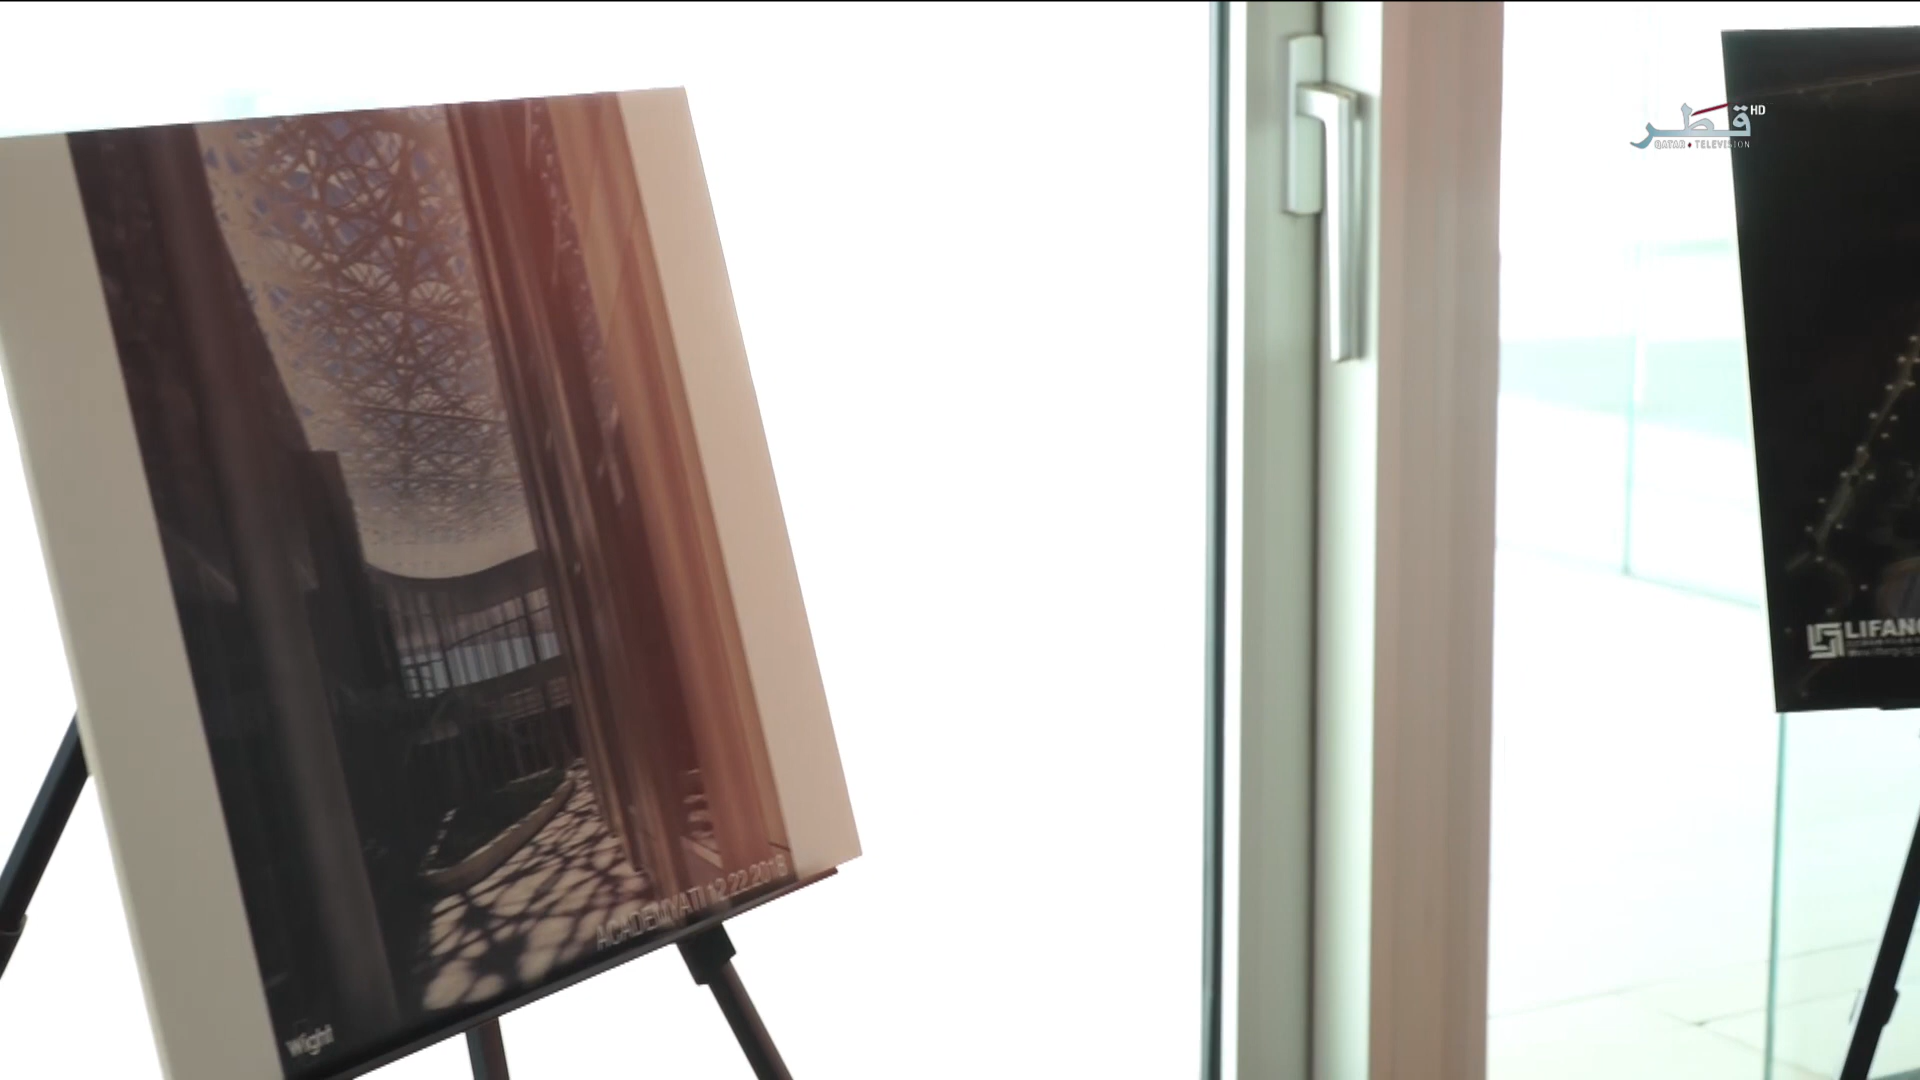 قطر HD
QATAR TELEVISION
LIFANG
ACADEMYATI 12.22.2018
Wight